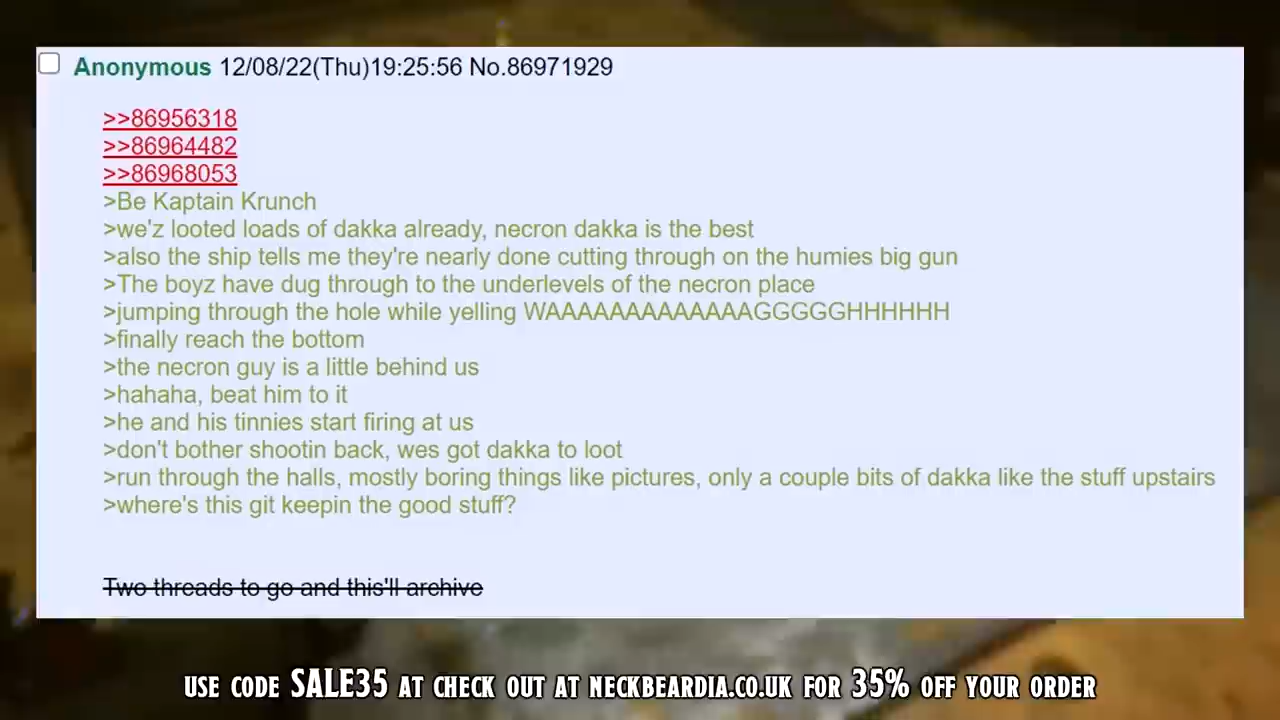 Anonymous 12/08/22(Thu)19:25:56 No.86971929
>>86956318
>>86964482
>>86968053
>Be Kaptain Krunch
>we'z looted loads of dakka already, necron dakka is the best
>also the ship tells me they're nearly done cutting through on the humies big gun
>The boyz have dug through to the underlevels of the necron place
>jumping through the hole while yelling WAAAAAAAAAAAAAGGGGGHHHHHH
>finally reach the bottom
>the necron guy is a little behind us
>hahaha, beat him to it
>he and his tinnies start firing at us
>don't bother shootin back, wes got dakka to loot
>run through the halls, mostly boring things like pictures, only a couple bits of dakka like the stuff upstairs
>where's this git keepin the good stuff?
Two threads to go and this'll archive
USE CODE SALE35 AT CHECK OUT AT NECKBEARDIA.CO.UK FOR 35% OFF YOUR ORDER